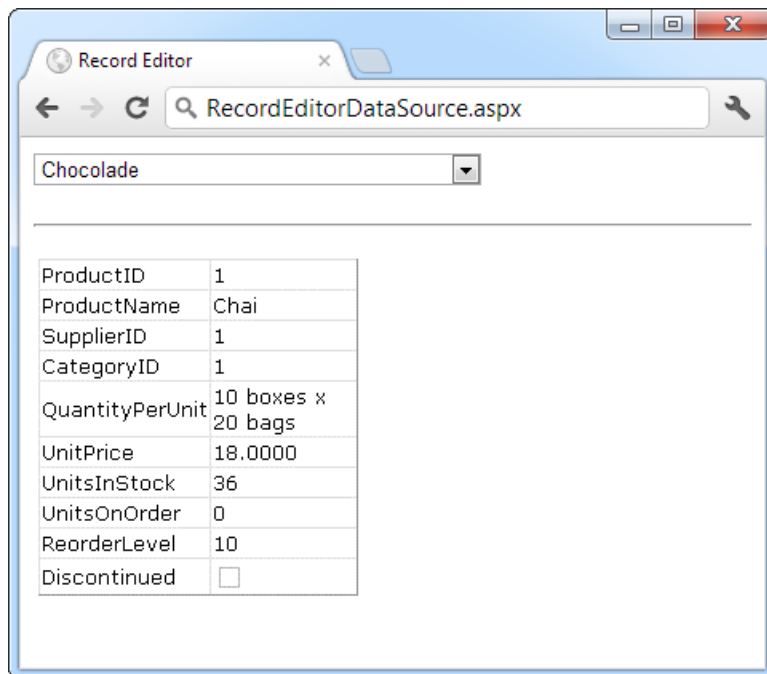 Record Editor
RecordEditorDataSource.aspx
Chocolade
ProductID 1
ProductName Chai
SupplierID 1
CategoryID 1
QuantityPerUnit 10 boxes x
20 bags
UnitPrice 18.0000
UnitsInStock 36
UnitsOnOrder 0
ReorderLevel 10
Discontinued